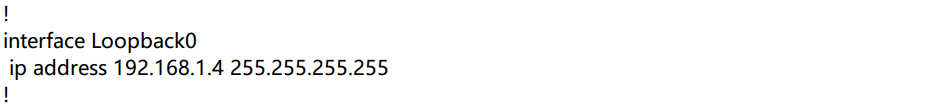 !
interface Loopback0
 ip address 192.168.1.4 255.255.255.255
!